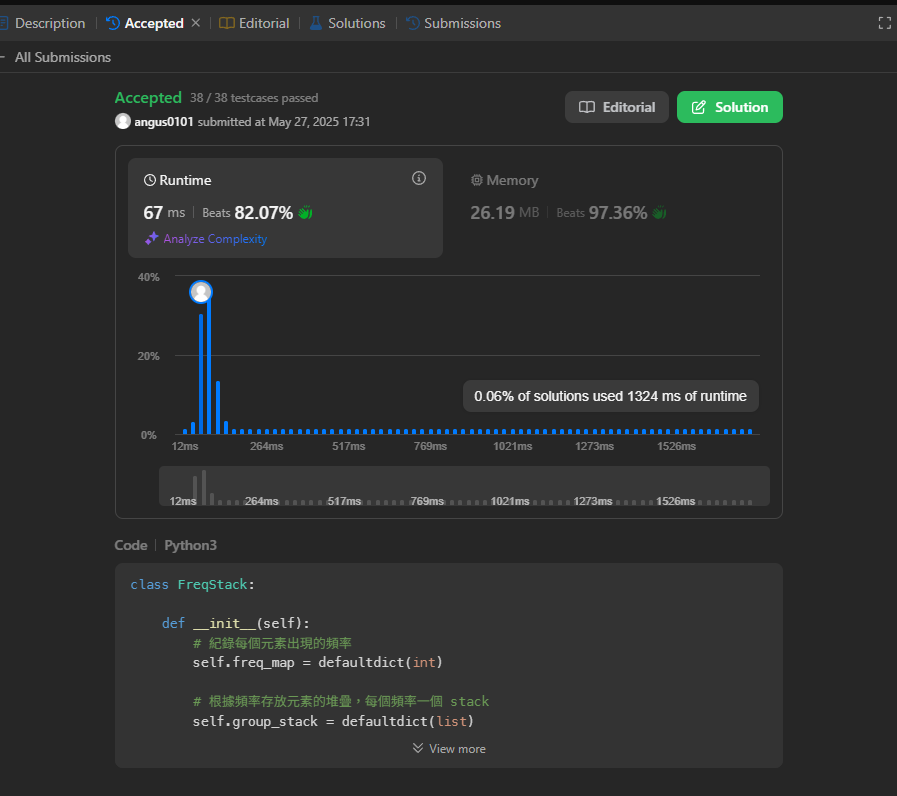 Description
Accepted
Editorial
Solutions
Submissions
All Submissions
Accepted 38 / 38 testcases passed
angus0101 submitted at May 27, 2025 17:31
Editorial
Solution
Runtime
67 ms Beats 82.07%
Analyze Complexity
Memory
26.19 MB Beats 97.36%
40%
20%
0%
0.06% of solutions used 1324 ms of runtime
12ms 264ms 517ms 769ms 1021ms 1273ms 1526ms
12ms 264ms 517ms 769ms 1021ms 1273ms 1526ms
Code Python3
class FreqStack:
def __init__(self):
# 紀錄每個元素出現的頻率
self.freq_map = defaultdict(int)
# 根據頻率存放元素的堆疊，每個頻率一個 stack
self.group_stack = defaultdict(list)
View more